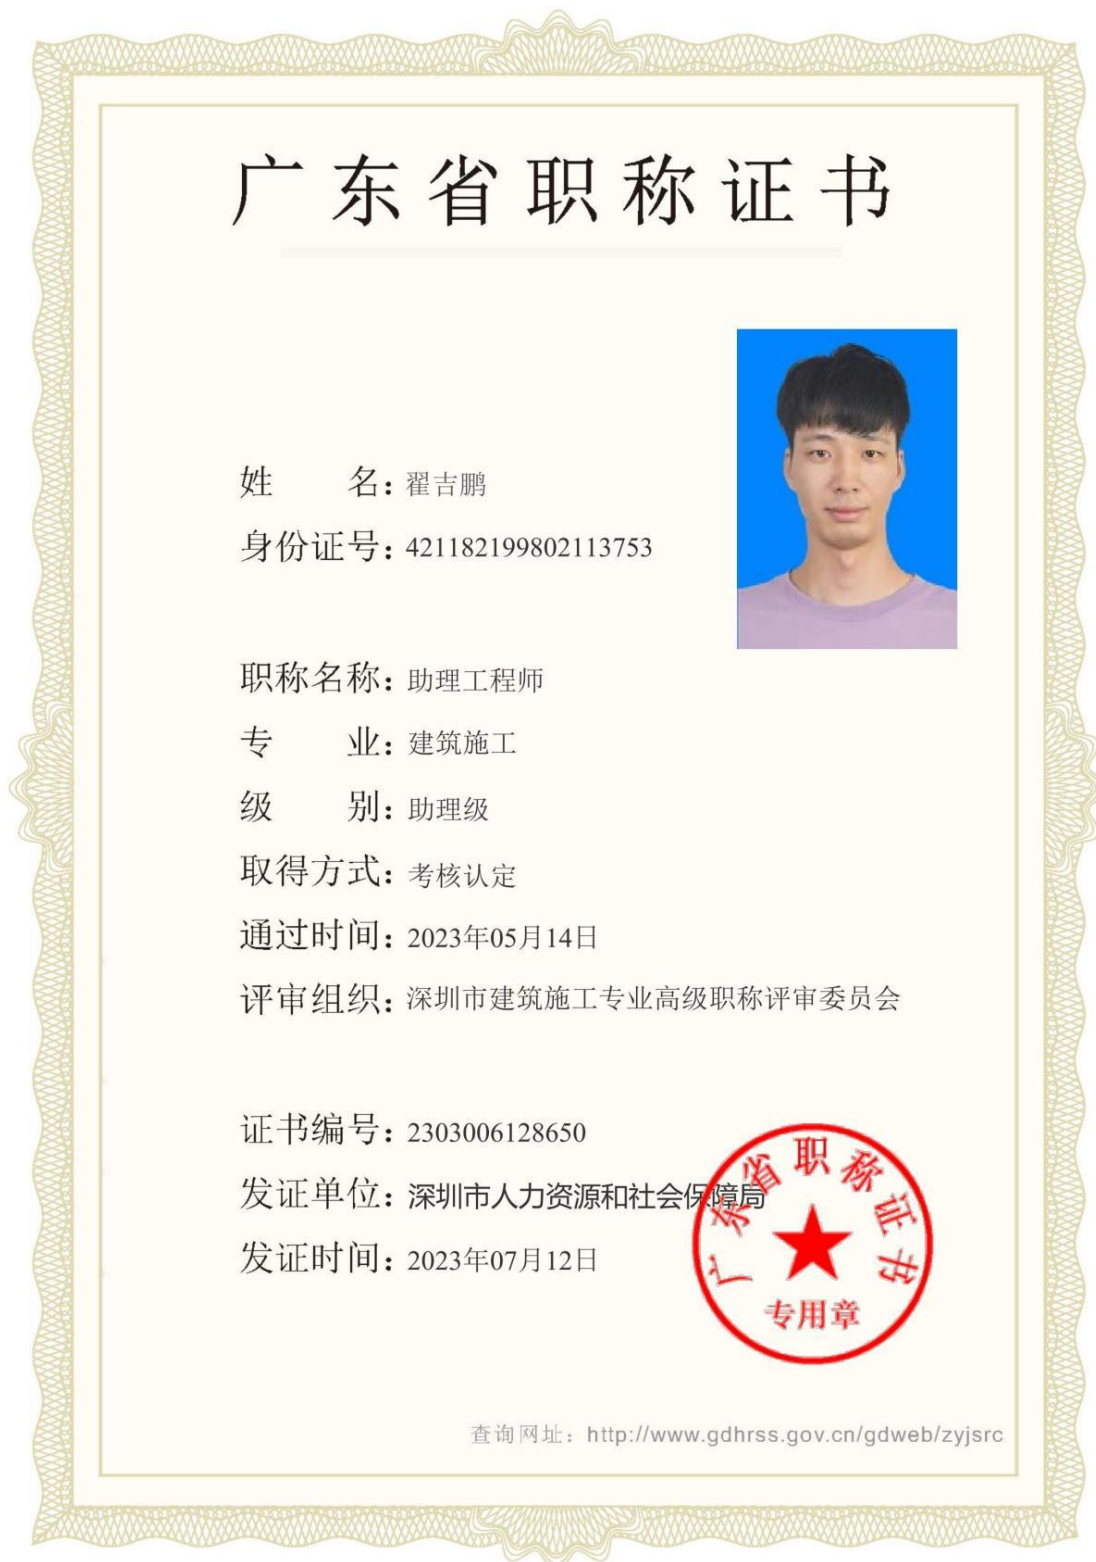 广东省职称证书
姓 名：翟吉鹏
身份证号：421182199802113753
职称名称：助理工程师
专 业：建筑施工
级 别：助理级
取得方式：考核认定
通过时间：2023年05月14日
评审组织：深圳市建筑施工专业高级职称评审委员会
证书编号：2303006128650
发证单位：深圳市人力资源和社会保障局
发证时间：2023年07月12日
广东省职称证书
专用章
查询网址：http://www.gdhrss.gov.cn/gdweb/zyjsrc